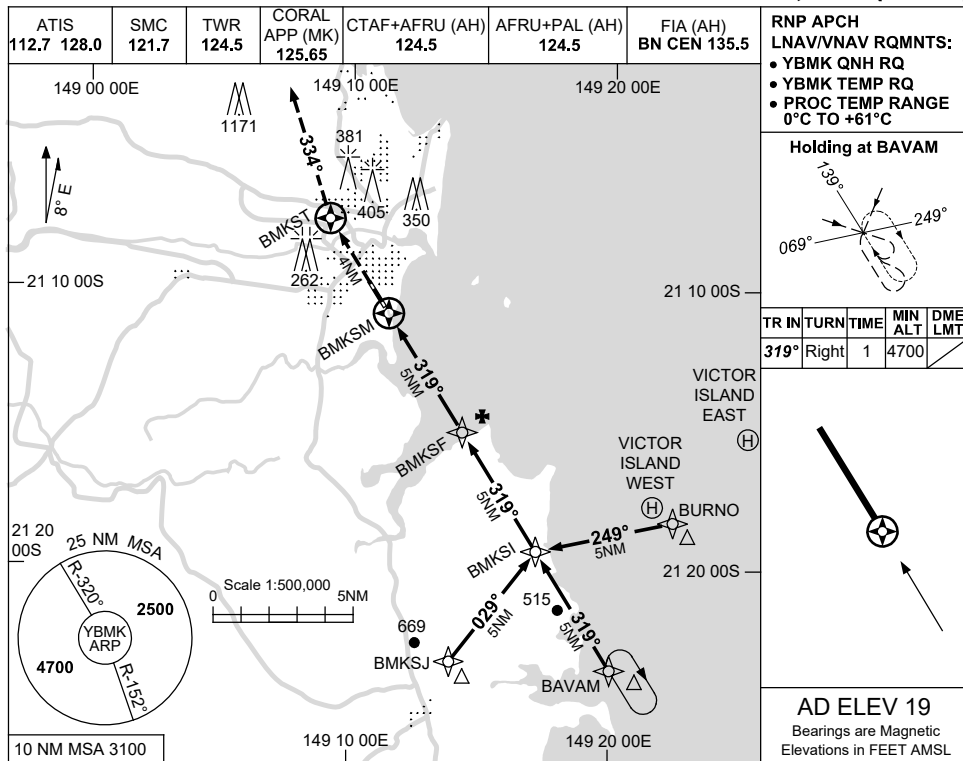 ATIS
112.7 128.0
SMC
121.7
TWR
124.5
CORAL
APP (MK)
125.65
CTAF+AFRU (AH)
124.5
AFRU+PAL (AH)
124.5
FIA (AH)
BN CEN 135.5
RNP APCH
LNAV/VNAV RQMNTS:
• YBMK QNH RQ
• YBMK TEMP RQ
• PROC TEMP RANGE
0°C TO +61°C
149 00 00E
149 10 00E
149 20 00E
1171
381
405
350
334°
8° E
BMKST
262
4NM
21 10 00S
21 10 00S
BMKSM
319°
5NM
BMKSF
VICTOR
ISLAND
EAST
H
VICTOR
ISLAND
WEST
H
BURNO
319°
5NM
249°
5NM
BMKSI
21 20
00S
21 20 00S
25 NM MSA
R-320°
2500
YBMK
ARP
4700
R-152°
10 NM MSA 3100
Scale 1:500,000
0
5NM
029°
5NM
515
669
319°
5NM
BMKSJ
BAVAM
149 10 00E
149 20 00E
Holding at BAVAM
139°
249°
069°
TR IN TURN TIME MIN ALT DME LMT
319° Right 1 4700
AD ELEV 19
Bearings are Magnetic
Elevations in FEET AMSL